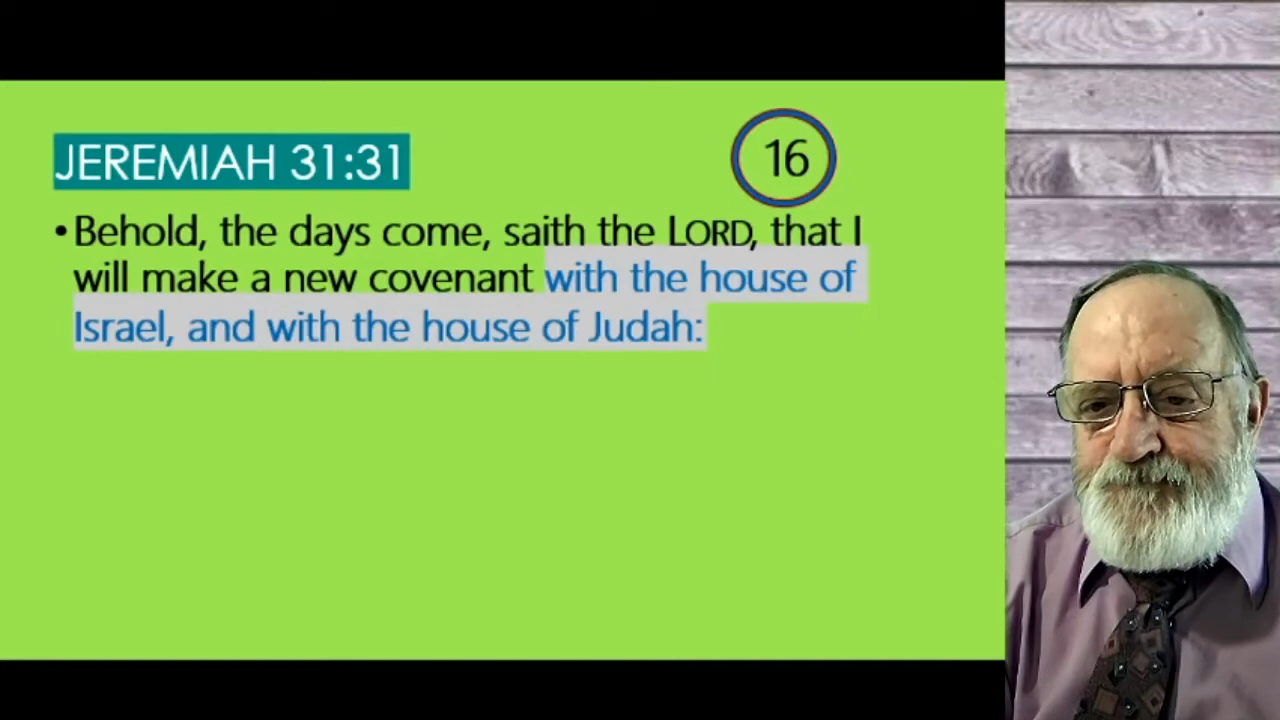 JEREMIAH 31:31
16
• Behold, the days come, saith the LORD, that I
will make a new covenant with the house of
Israel, and with the house of Judah: